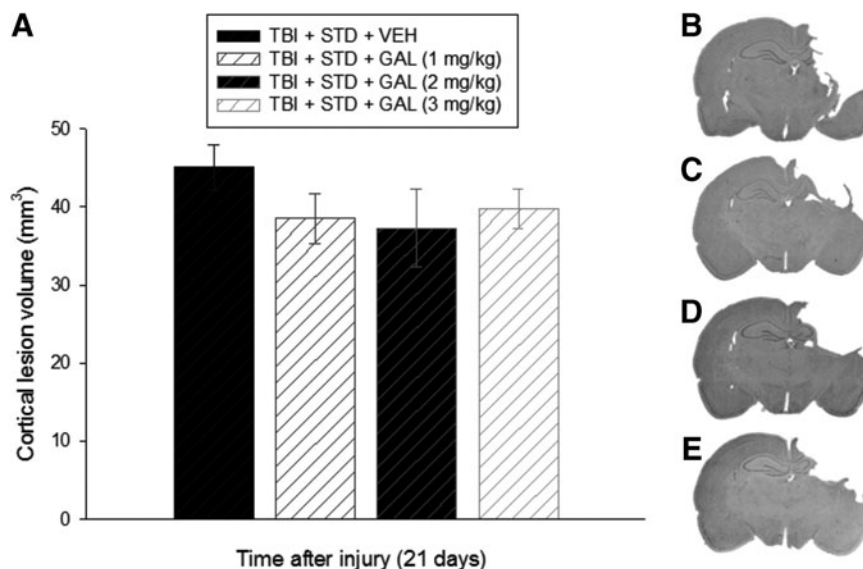 A
TBI + STD + VEH
TBI + STD + GAL (1 mg/kg)
TBI + STD + GAL (2 mg/kg)
TBI + STD + GAL (3 mg/kg)
Cortical lesion volume (mm³)
50
40
30
20
10
0
Time after injury (21 days)
B
C
D
E